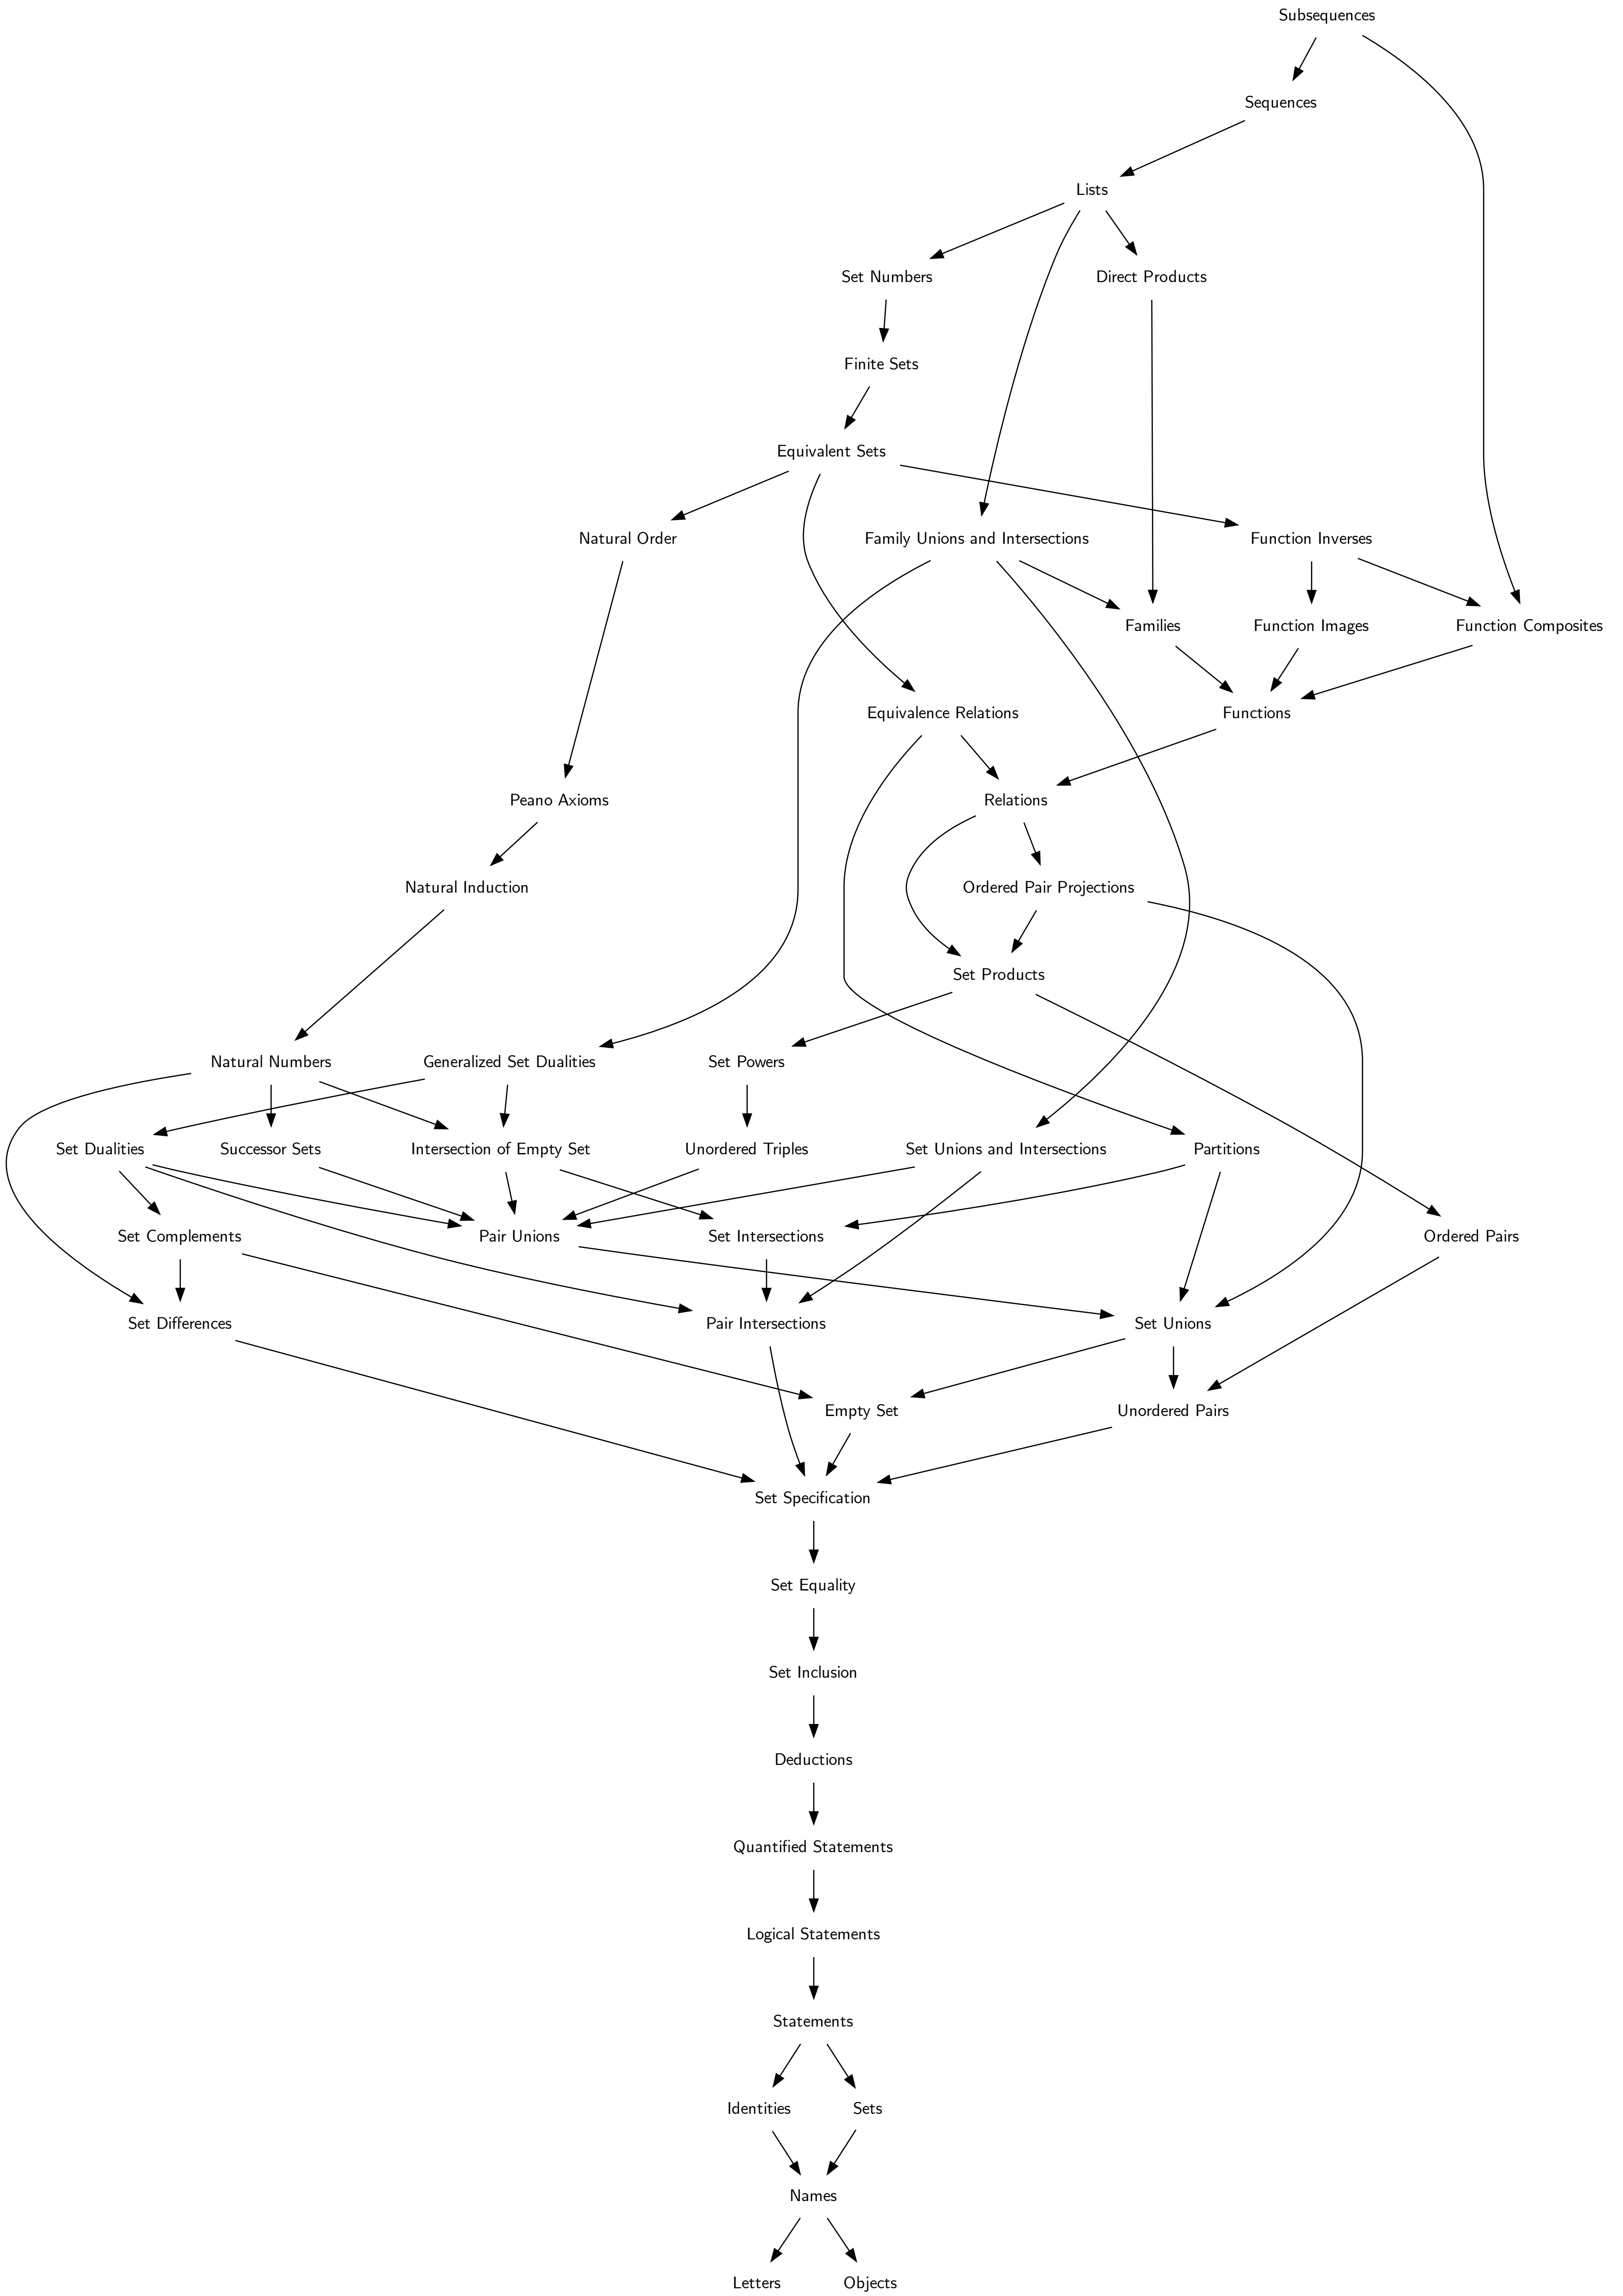 Subsequences
Sequences
Lists
Set Numbers
Direct Products
Finite Sets
Equivalent Sets
Natural Order
Family Unions and Intersections
Function Inverses
Families
Function Images
Function Composites
Equivalence Relations
Functions
Peano Axioms
Relations
Natural Induction
Ordered Pair Projections
Set Products
Natural Numbers
Generalized Set Dualities
Set Powers
Set Dualities
Successor Sets
Intersection of Empty Set
Unordered Triples
Set Unions and Intersections
Partitions
Set Complements
Pair Unions
Set Intersections
Ordered Pairs
Set Differences
Pair Intersections
Set Unions
Empty Set
Unordered Pairs
Set Specification
Set Equality
Set Inclusion
Deductions
Quantified Statements
Logical Statements
Statements
Identities
Sets
Names
Letters
Objects